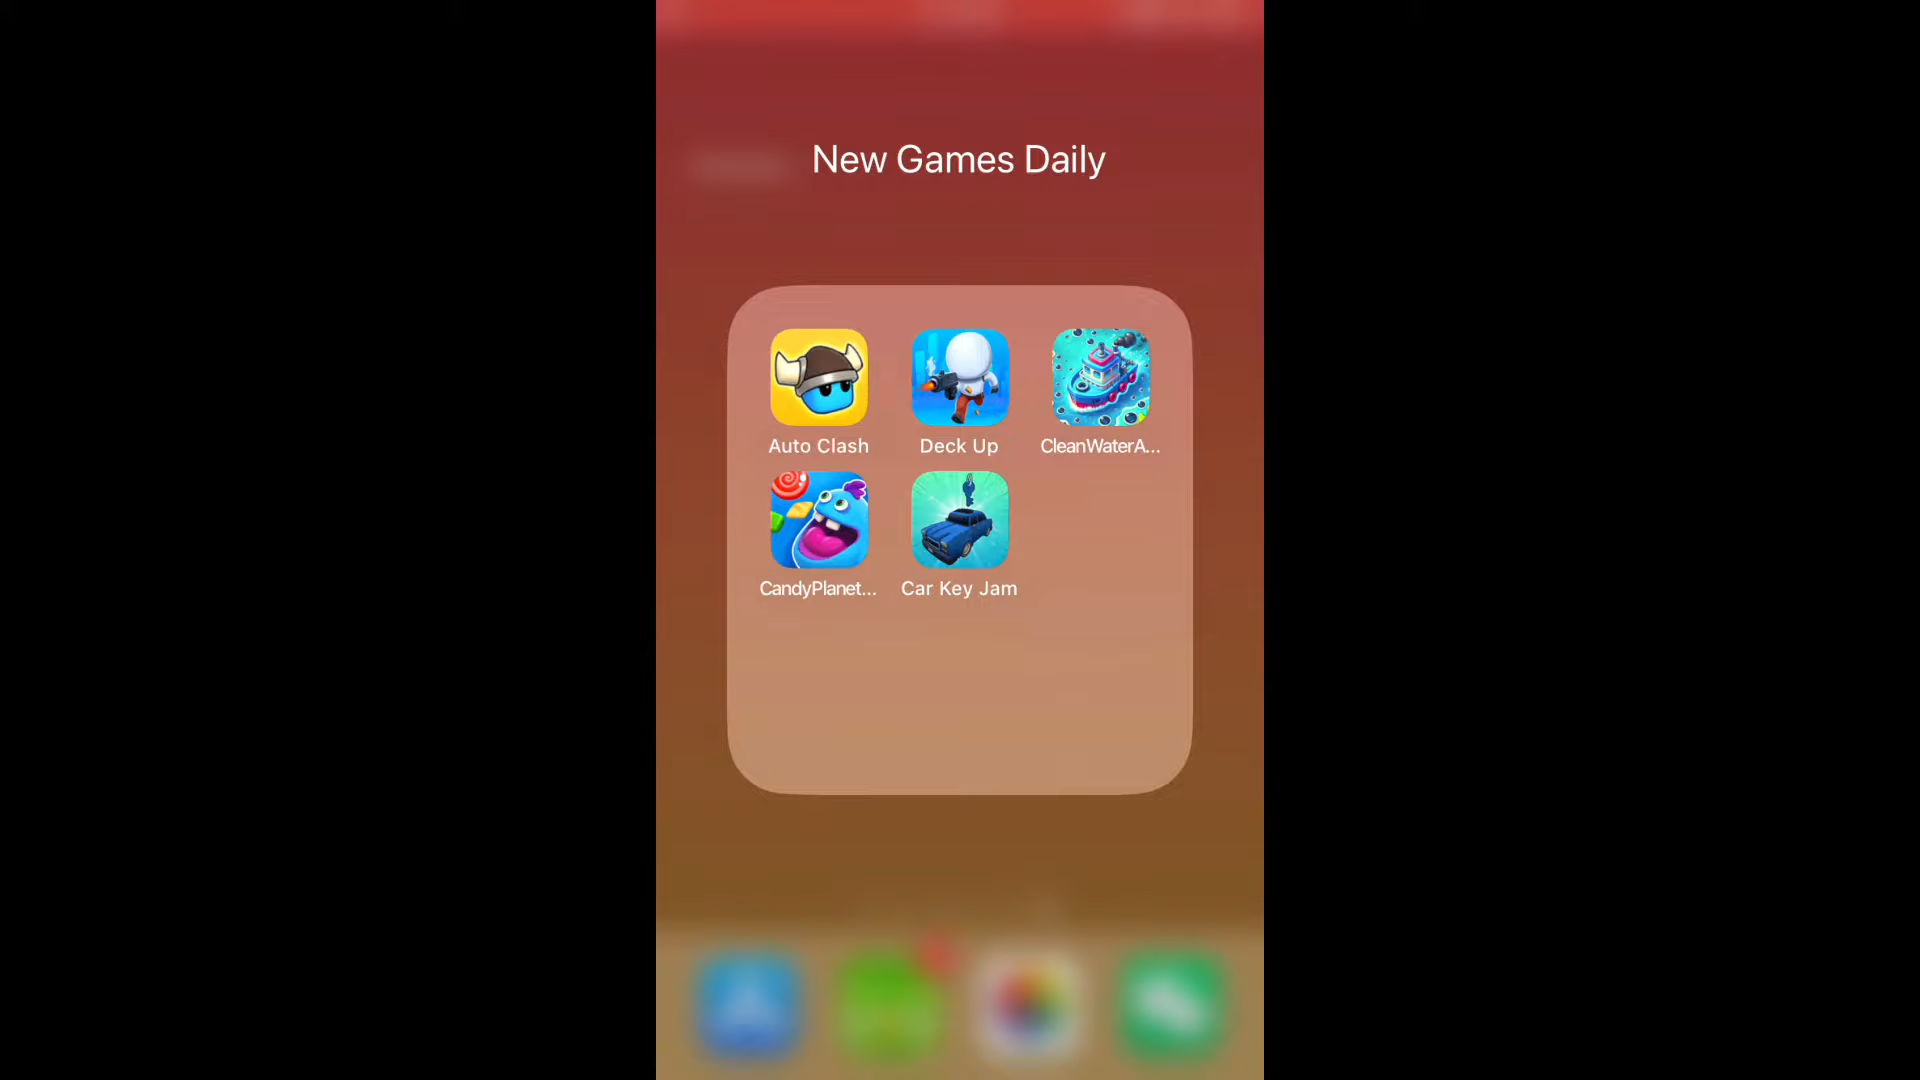 New Games Daily
Auto Clash
Deck Up
CleanWaterA...
CandyPlanet...
Car Key Jam